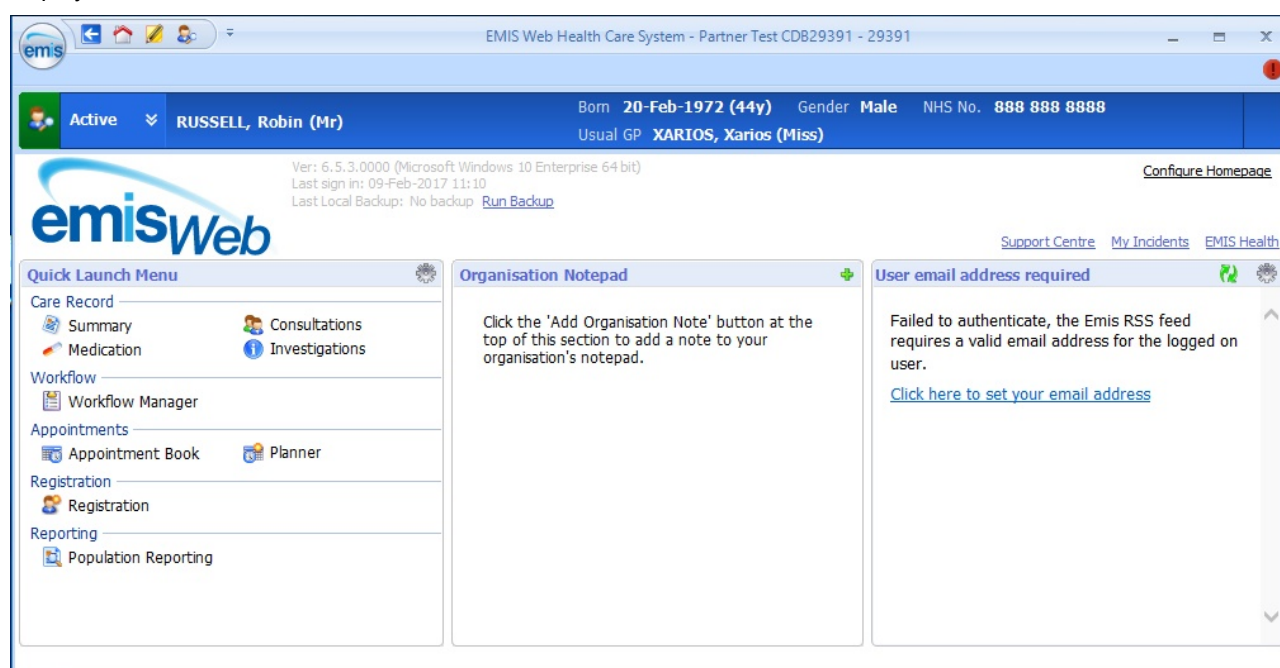 emis
EMIS Web Health Care System - Partner Test CDB29391 - 29391
Active RUSSELL, Robin (Mr) Born 20-Feb-1972 (44y) Gender Male NHS No. 888 888 8888
Usual GP XARIOS, Xarios (Miss)
emisWeb
Ver: 6.5.3.0000 (Microsoft Windows 10 Enterprise 64 bit)
Last sign in: 09-Feb-2017 11:10
Last Local Backup: No backup Run Backup
Configure Homepage
Support Centre My Incidents EMIS Health
Quick Launch Menu
Care Record
Summary Consultations
Medication Investigations
Workflow
Workflow Manager
Appointments
Appointment Book Planner
Registration
Registration
Reporting
Population Reporting
Organisation Notepad
Click the 'Add Organisation Note' button at the
top of this section to add a note to your
organisation's notepad.
User email address required
Failed to authenticate, the Emis RSS feed
requires a valid email address for the logged on
user.
Click here to set your email address